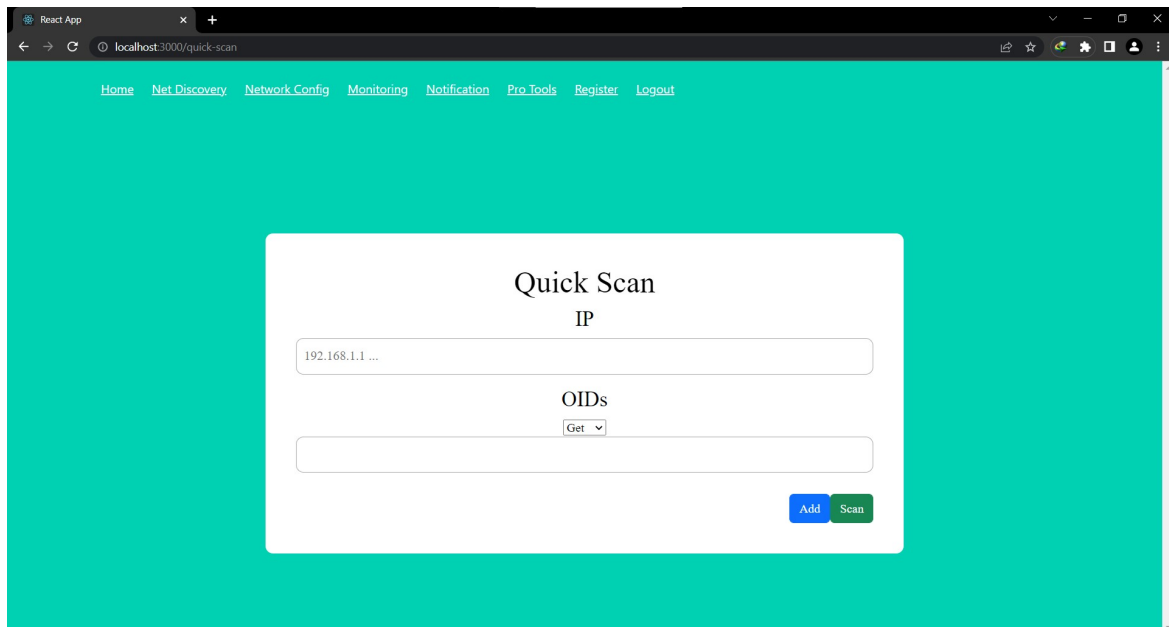 React App
localhost:3000/quick-scan
Home Net Discovery Network Config Monitoring Notification Pro Tools Register Logout
Quick Scan
IP
192.168.1.1 ...
OIDs
Get
Add Scan